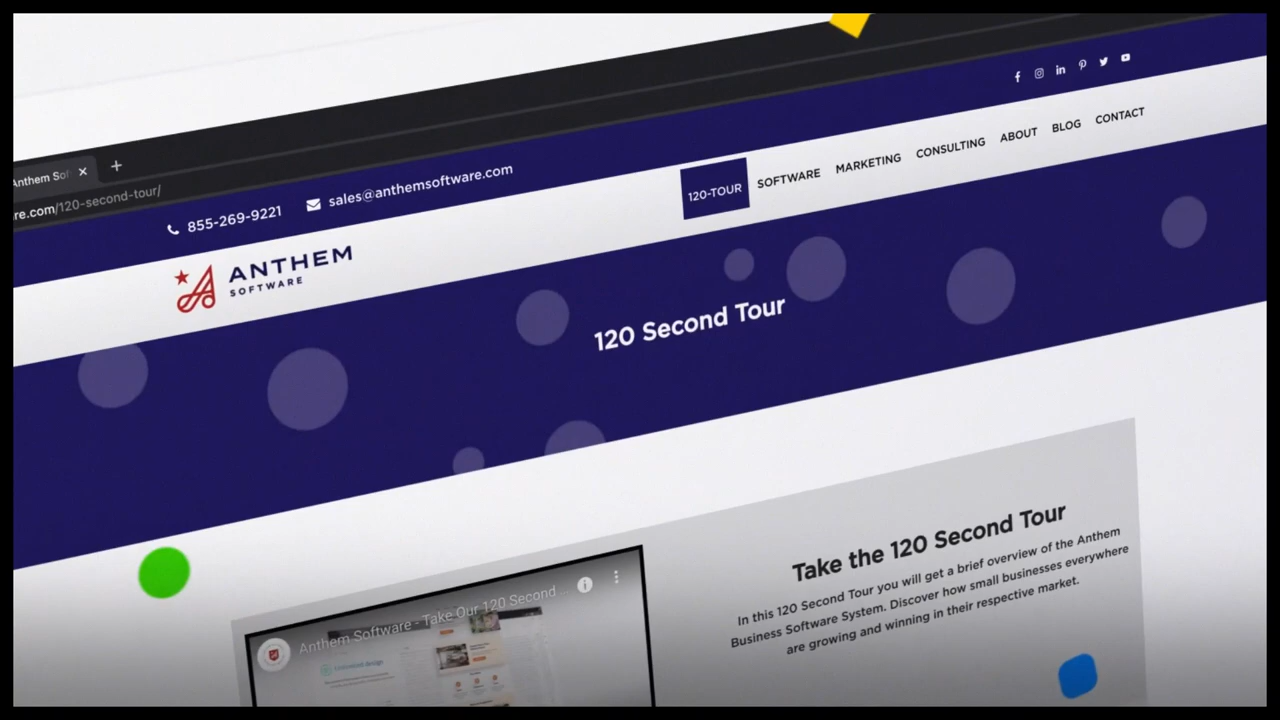 Anthem Sof
re.com/120-second-tour/
855-269-9221
sales@anthemsoftware.com
ANTHEM
SOFTWARE
120-TOUR
SOFTWARE
MARKETING
CONSULTING
ABOUT
BLOG
CONTACT
120 Second Tour
Take the 120 Second Tour
In this 120 Second Tour you will get a brief overview of the Anthem
Business Software System. Discover how small businesses everywhere
are growing and winning in their respective market.
Anthem Software - Take Our 120 Second ...
Unlimited design